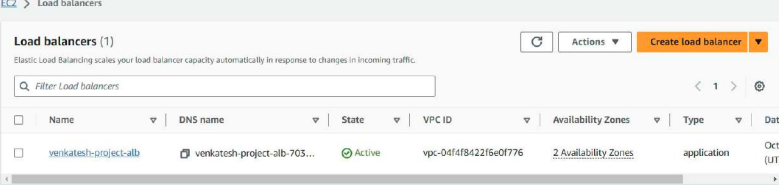 EC2 > Load balancers
Load balancers (1)
Actions
Create load balancer
Elastic Load Balancing scales your load balancer capacity automatically in response to changes in incoming traffic.
Filter Load balancers
1
Name DNS name State VPC ID Availability Zones Type Dat
venkatesh-project-alb venkatesh-project-alb-703... Active vpc-04f4f8422f6e0f776 2 Availability Zones application Oct
(UT